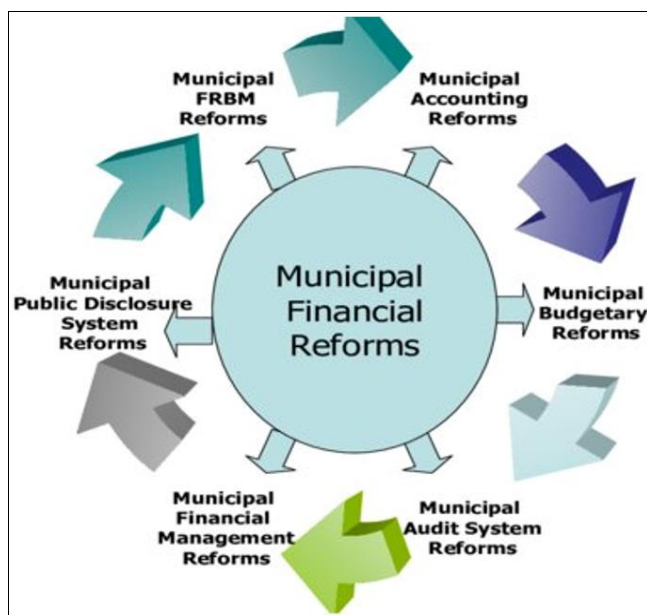 Municipal
FRBM
Reforms
Municipal
Accounting
Reforms
Municipal
Budgetary
Reforms
Municipal
Audit System
Reforms
Municipal
Financial
Management
Reforms
Municipal
Public Disclosure
System
Reforms
Municipal
Financial
Reforms